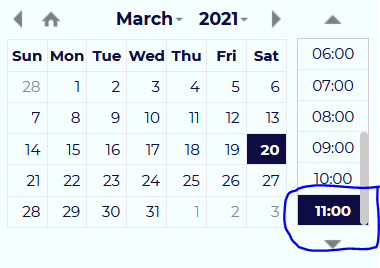 March 2021
Sun Mon Tue Wed Thu Fri Sat
28 1 2 3 4 5 6
7 8 9 10 11 12 13
14 15 16 17 18 19 20
21 22 23 24 25 26 27
28 29 30 31 1 2 3
06:00
07:00
08:00
09:00
10:00
11:00